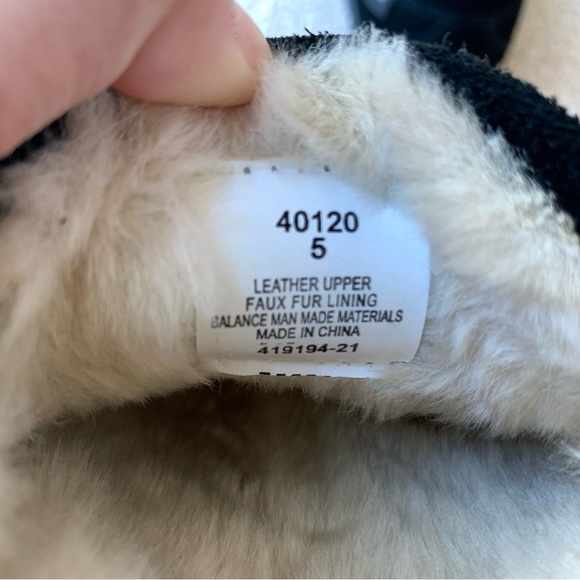 40120
5
LEATHER UPPER
FAUX FUR LINING
BALANCE MAN MADE MATERIALS
MADE IN CHINA
419194-21